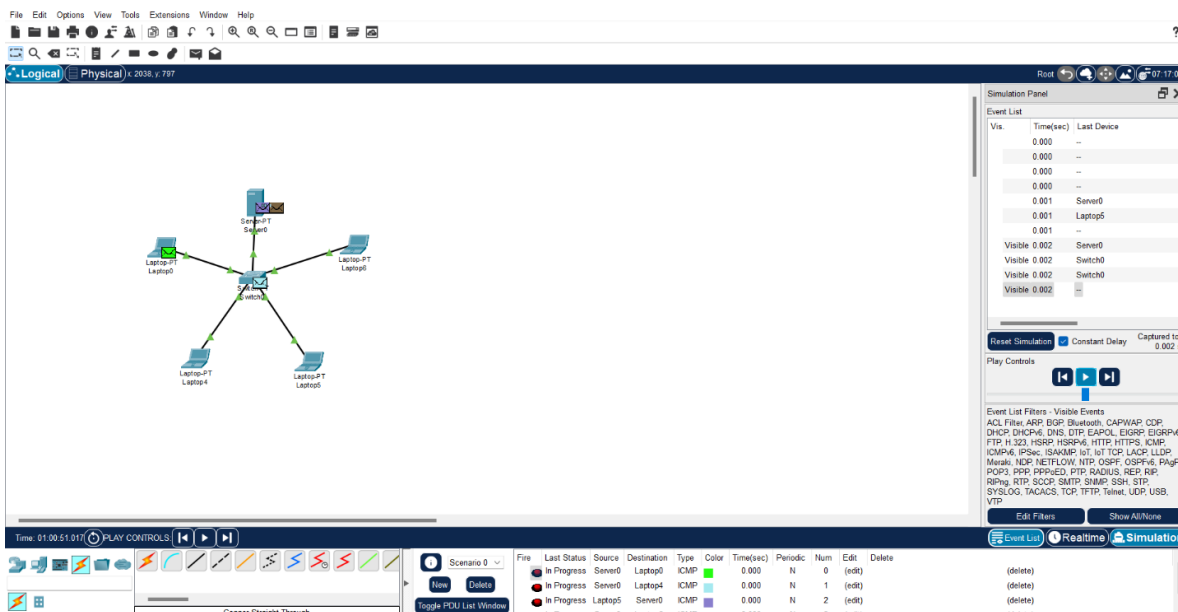 File Edit Options View Tools Extensions Window Help
?
Logical Physical x: 2038, y: 797 Root 07:17:0
Simulation Panel
Event List
Vis. Time(sec) Last Device
0.000 --
0.000 --
0.000 --
0.000 --
0.001 Server0
0.001 Laptop5
0.001 --
Visible 0.002 Server0
Visible 0.002 Switch0
Visible 0.002 Switch0
Visible 0.002 --
Server-PT
Server0
Laptop-PT
Laptop0
Laptop-PT
Laptop6
Switch0
Laptop-PT
Laptop4
Laptop-PT
Laptop5
Reset Simulation Constant Delay Captured to
0.002
Play Controls
Event List Filters - Visible Events
ACL Filter, ARP, BGP, Bluetooth, CAPWAP, CDP,
DHCP, DHCPv6, DNS, DTP, EAPOL, EIGRP, EIGRPv6
FTP, H.323, HSRP, HSRPv6, HTTP, HTTPS, ICMP,
ICMPv6, IPSec, ISAKMP, IoT, IoT TCP, LACP, LLDP,
Meraki, NDP, NETFLOW, NTP, OSPF, OSPFv6, PAgP
POP3, PPP, PPPoED, PTP, RADIUS, REP, RIP,
RIPng, RTP, SCCP, SMTP, SNMP, SSH, STP,
SYSLOG, TACACS, TCP, TFTP, Telnet, UDP, USB,
VTP
Edit Filters Show All/None
Time: 01:00:51.017 PLAY CONTROLS: Event List Realtime Simulation
Scenario 0
New Delete
Toggle PDU List Window
Fire Last Status Source Destination Type Color Time(sec) Periodic Num Edit Delete
In Progress Server0 Laptop0 ICMP 0.000 N 0 (edit) (delete)
In Progress Server0 Laptop4 ICMP 0.000 N 1 (edit) (delete)
In Progress Laptop5 Server0 ICMP 0.000 N 2 (edit) (delete)
Copper Straight-Through